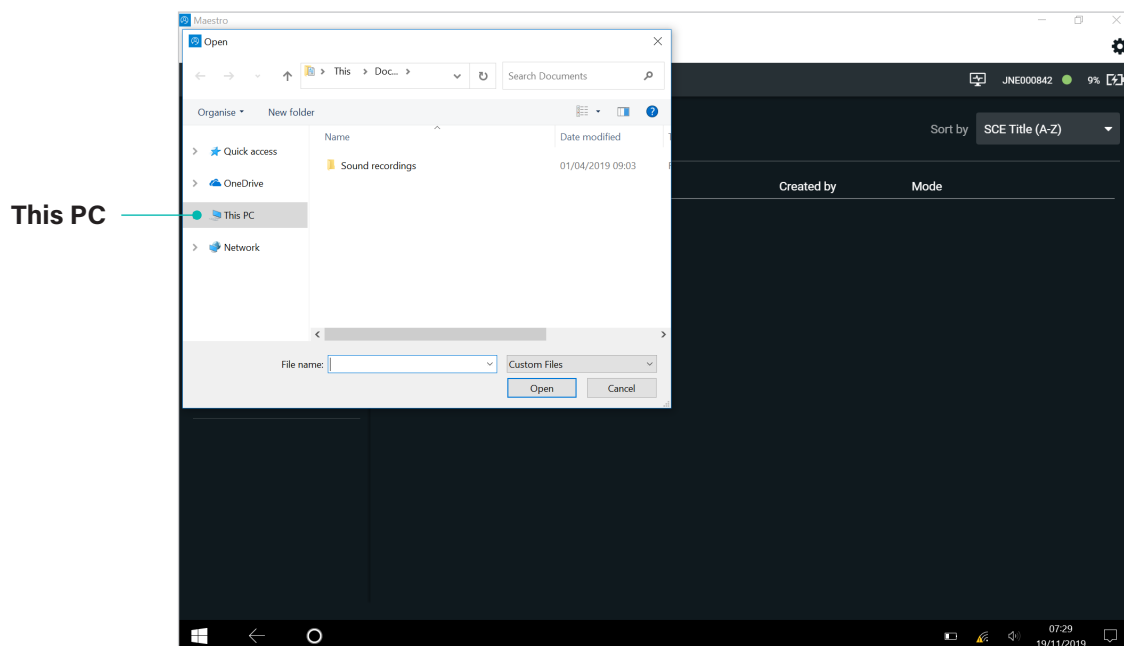 Maestro
Open
This > Doc... >
Search Documents
JNE000842
9%
Organise
New folder
Sort by
SCE Title (A-Z)
Name
Date modified
Quick access
Sound recordings
01/04/2019 09:03
OneDrive
Created by
Mode
This PC
This PC
Network
File name:
Custom Files
Open
Cancel
07:29
19/11/2019